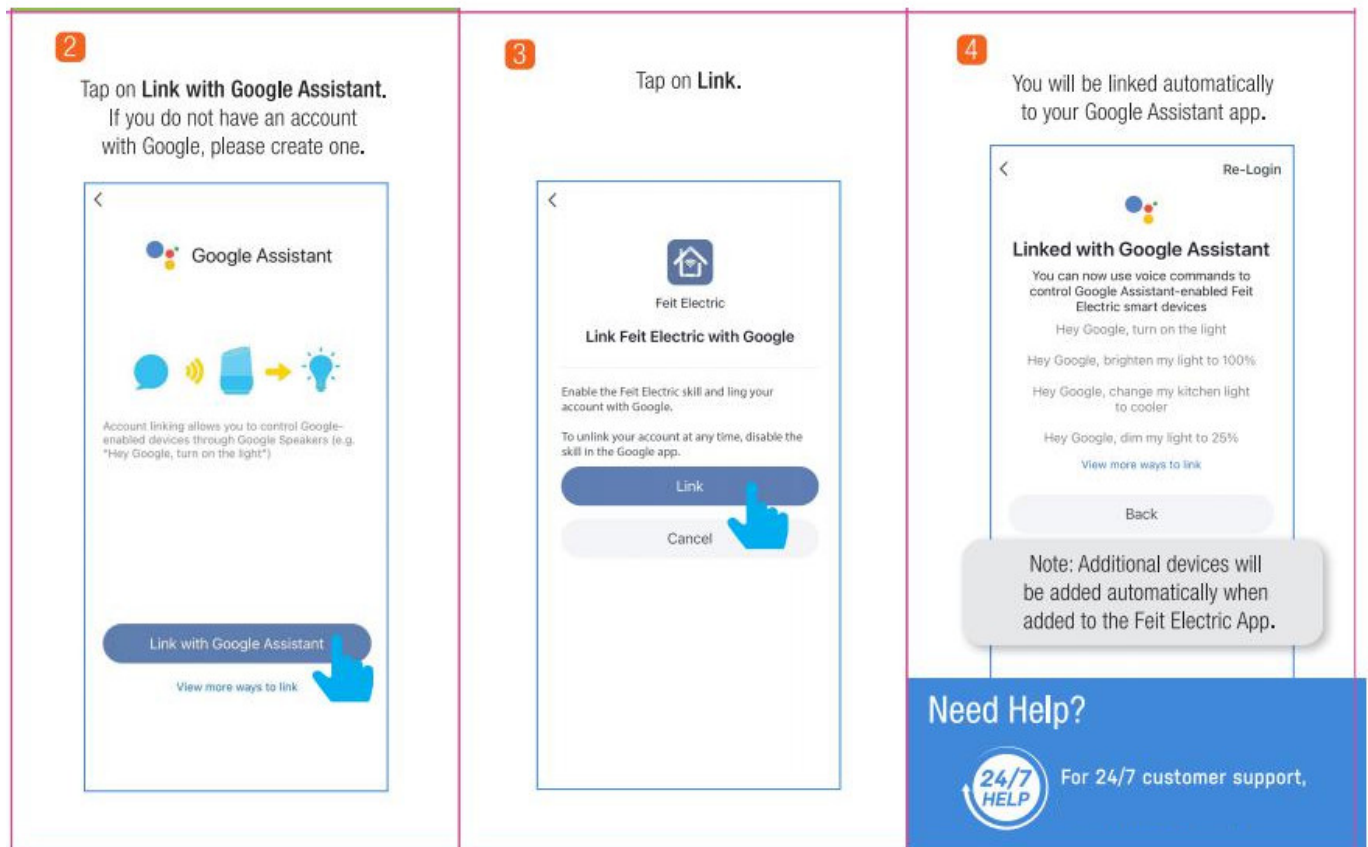 2
Tap on Link with Google Assistant.
If you do not have an account
with Google, please create one.
Google Assistant
Account linking allows you to control Google-
enabled devices through Google Speakers (e.g.
"Hey Google, turn on the light")
Link with Google Assistant
View more ways to link
3
Tap on Link.
Feit Electric
Link Feit Electric with Google
Enable the Feit Electric skill and ling your
account with Google.
To unlink your account at any time, disable the
skill in the Google app.
Link
Cancel
4
You will be linked automatically
to your Google Assistant app.
Re-Login
Linked with Google Assistant
You can now use voice commands to
control Google Assistant-enabled Feit
Electric smart devices
Hey Google, turn on the light
Hey Google, brighten my light to 100%
Hey Google, change my kitchen light
to cooler
Hey Google, dim my light to 25%
View more ways to link
Back
Note: Additional devices will
be added automatically when
added to the Feit Electric App.
Need Help?
24/7
HELP
For 24/7 customer support,